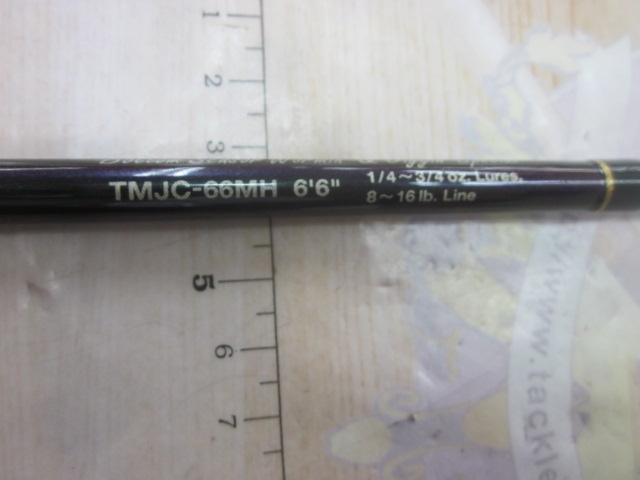 1
2
3
TMJC-66MH 6'6"
1/4~3/4 oz. Lures.
8~16 lb. Line
5
6
7
www.tackle